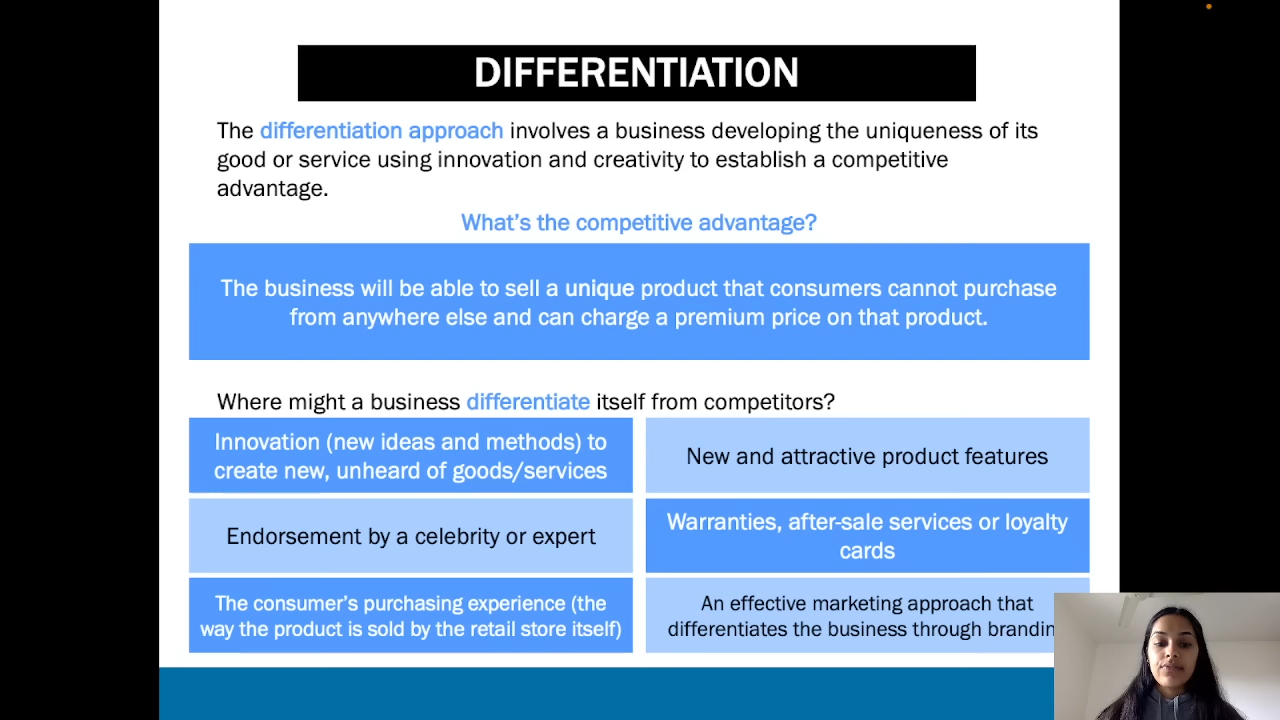 DIFFERENTIATION
The differentiation approach involves a business developing the uniqueness of its
good or service using innovation and creativity to establish a competitive
advantage.
What's the competitive advantage?
The business will be able to sell a unique product that consumers cannot purchase
from anywhere else and can charge a premium price on that product.
Where might a business differentiate itself from competitors?
Innovation (new ideas and methods) to
create new, unheard of goods/services
New and attractive product features
Endorsement by a celebrity or expert
Warranties, after-sale services or loyalty
cards
The consumer's purchasing experience (the
way the product is sold by the retail store itself)
An effective marketing approach that
differentiates the business through brandin